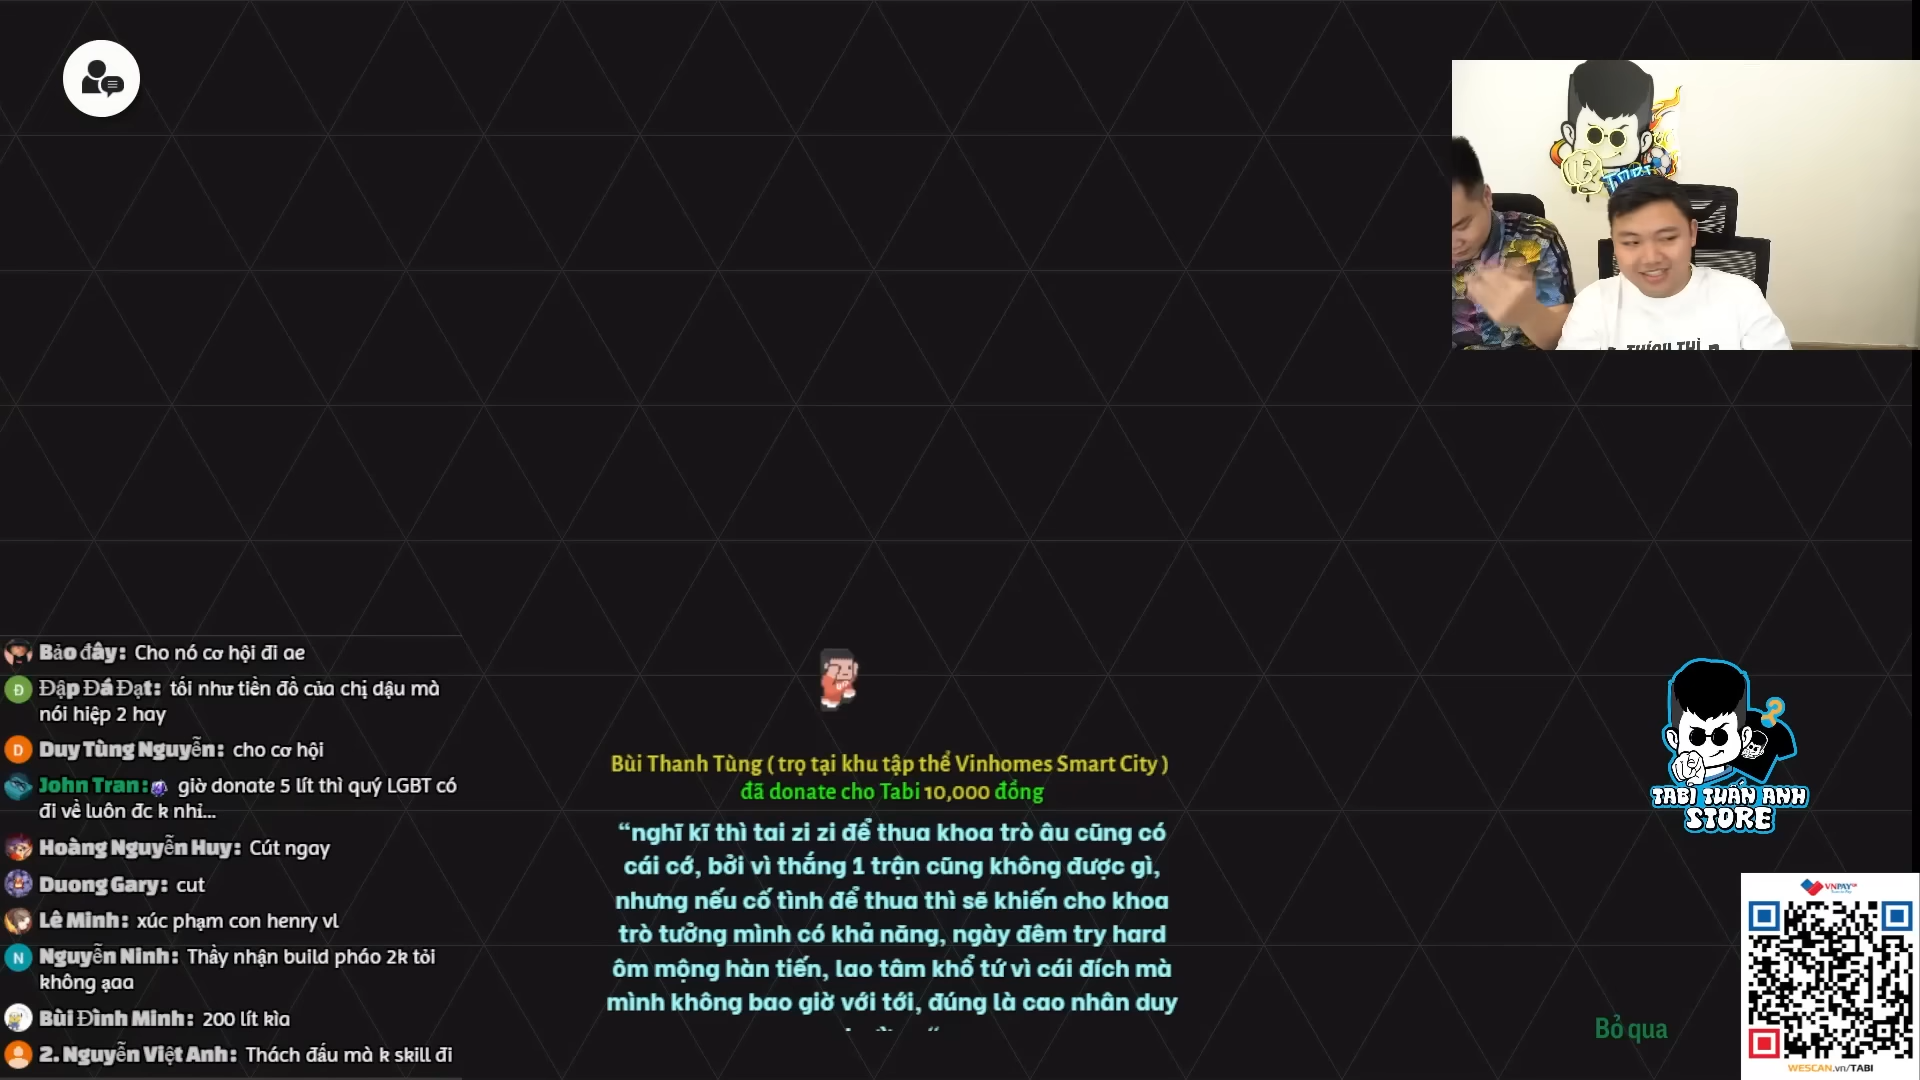 TABI
THÍCH THÌ
Bảo đây: Cho nó cơ hội đi ae
Đ Đập Đá Đạt: tối như tiền đồ của chị dậu mà
nói hiệp 2 hay
D Duy Tùng Nguyễn: cho cơ hội
John Tran: giờ donate 5 lít thì quý LGBT có
đi về luôn đc k nhỉ...
Hoàng Nguyễn Huy: Cút ngay
Duong Gary: cut
Lê Minh: xúc phạm con henry vl
N Nguyễn Ninh: Thầy nhận build pháo 2k tỏi
không ạaa
Bùi Đình Minh: 200 lít kìa
2. Nguyễn Việt Anh: Thách đấu mà k skill đi
Bùi Thanh Tùng ( trọ tại khu tập thể Vinhomes Smart City )
đã donate cho Tabi 10,000 đồng
“nghĩ kĩ thì tai zi zi để thua khoa trò âu cũng có
cái cớ, bởi vì thắng 1 trận cũng không được gì,
nhưng nếu cố tình để thua thì sẽ khiến cho khoa
trò tưởng mình có khả năng, ngày đêm try hard
ôm mộng hàn tiến, lao tâm khổ tứ vì cái đích mà
mình không bao giờ với tới, đúng là cao nhân duy
TABI TUẤN ANH
STORE
Bỏ qua
VNPAY
WESCAN.vn/TABI